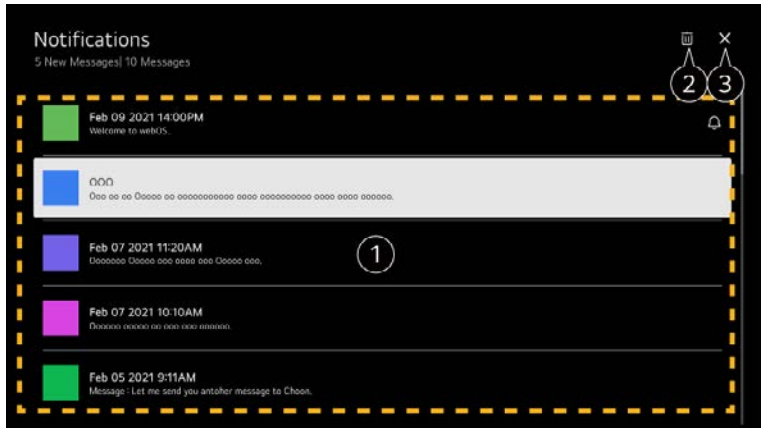 Notifications
5 New Messages| 10 Messages
2 3
Feb 09 2021 14:00PM
Welcome to webOS.
OOO
Ooo oo oo Ooooo oo ooooooooooo oooo oooooooooo oooo oooo oooooo.
Feb 07 2021 11:20AM
Ooooooo Ooooo ooo oooo ooo Ooooo ooo.
1
Feb 07 2021 10:10AM
Oooooo ooooo oo ooo ooo oooooo.
Feb 05 2021 9:11AM
Message : Let me send you antoher message to Choon.